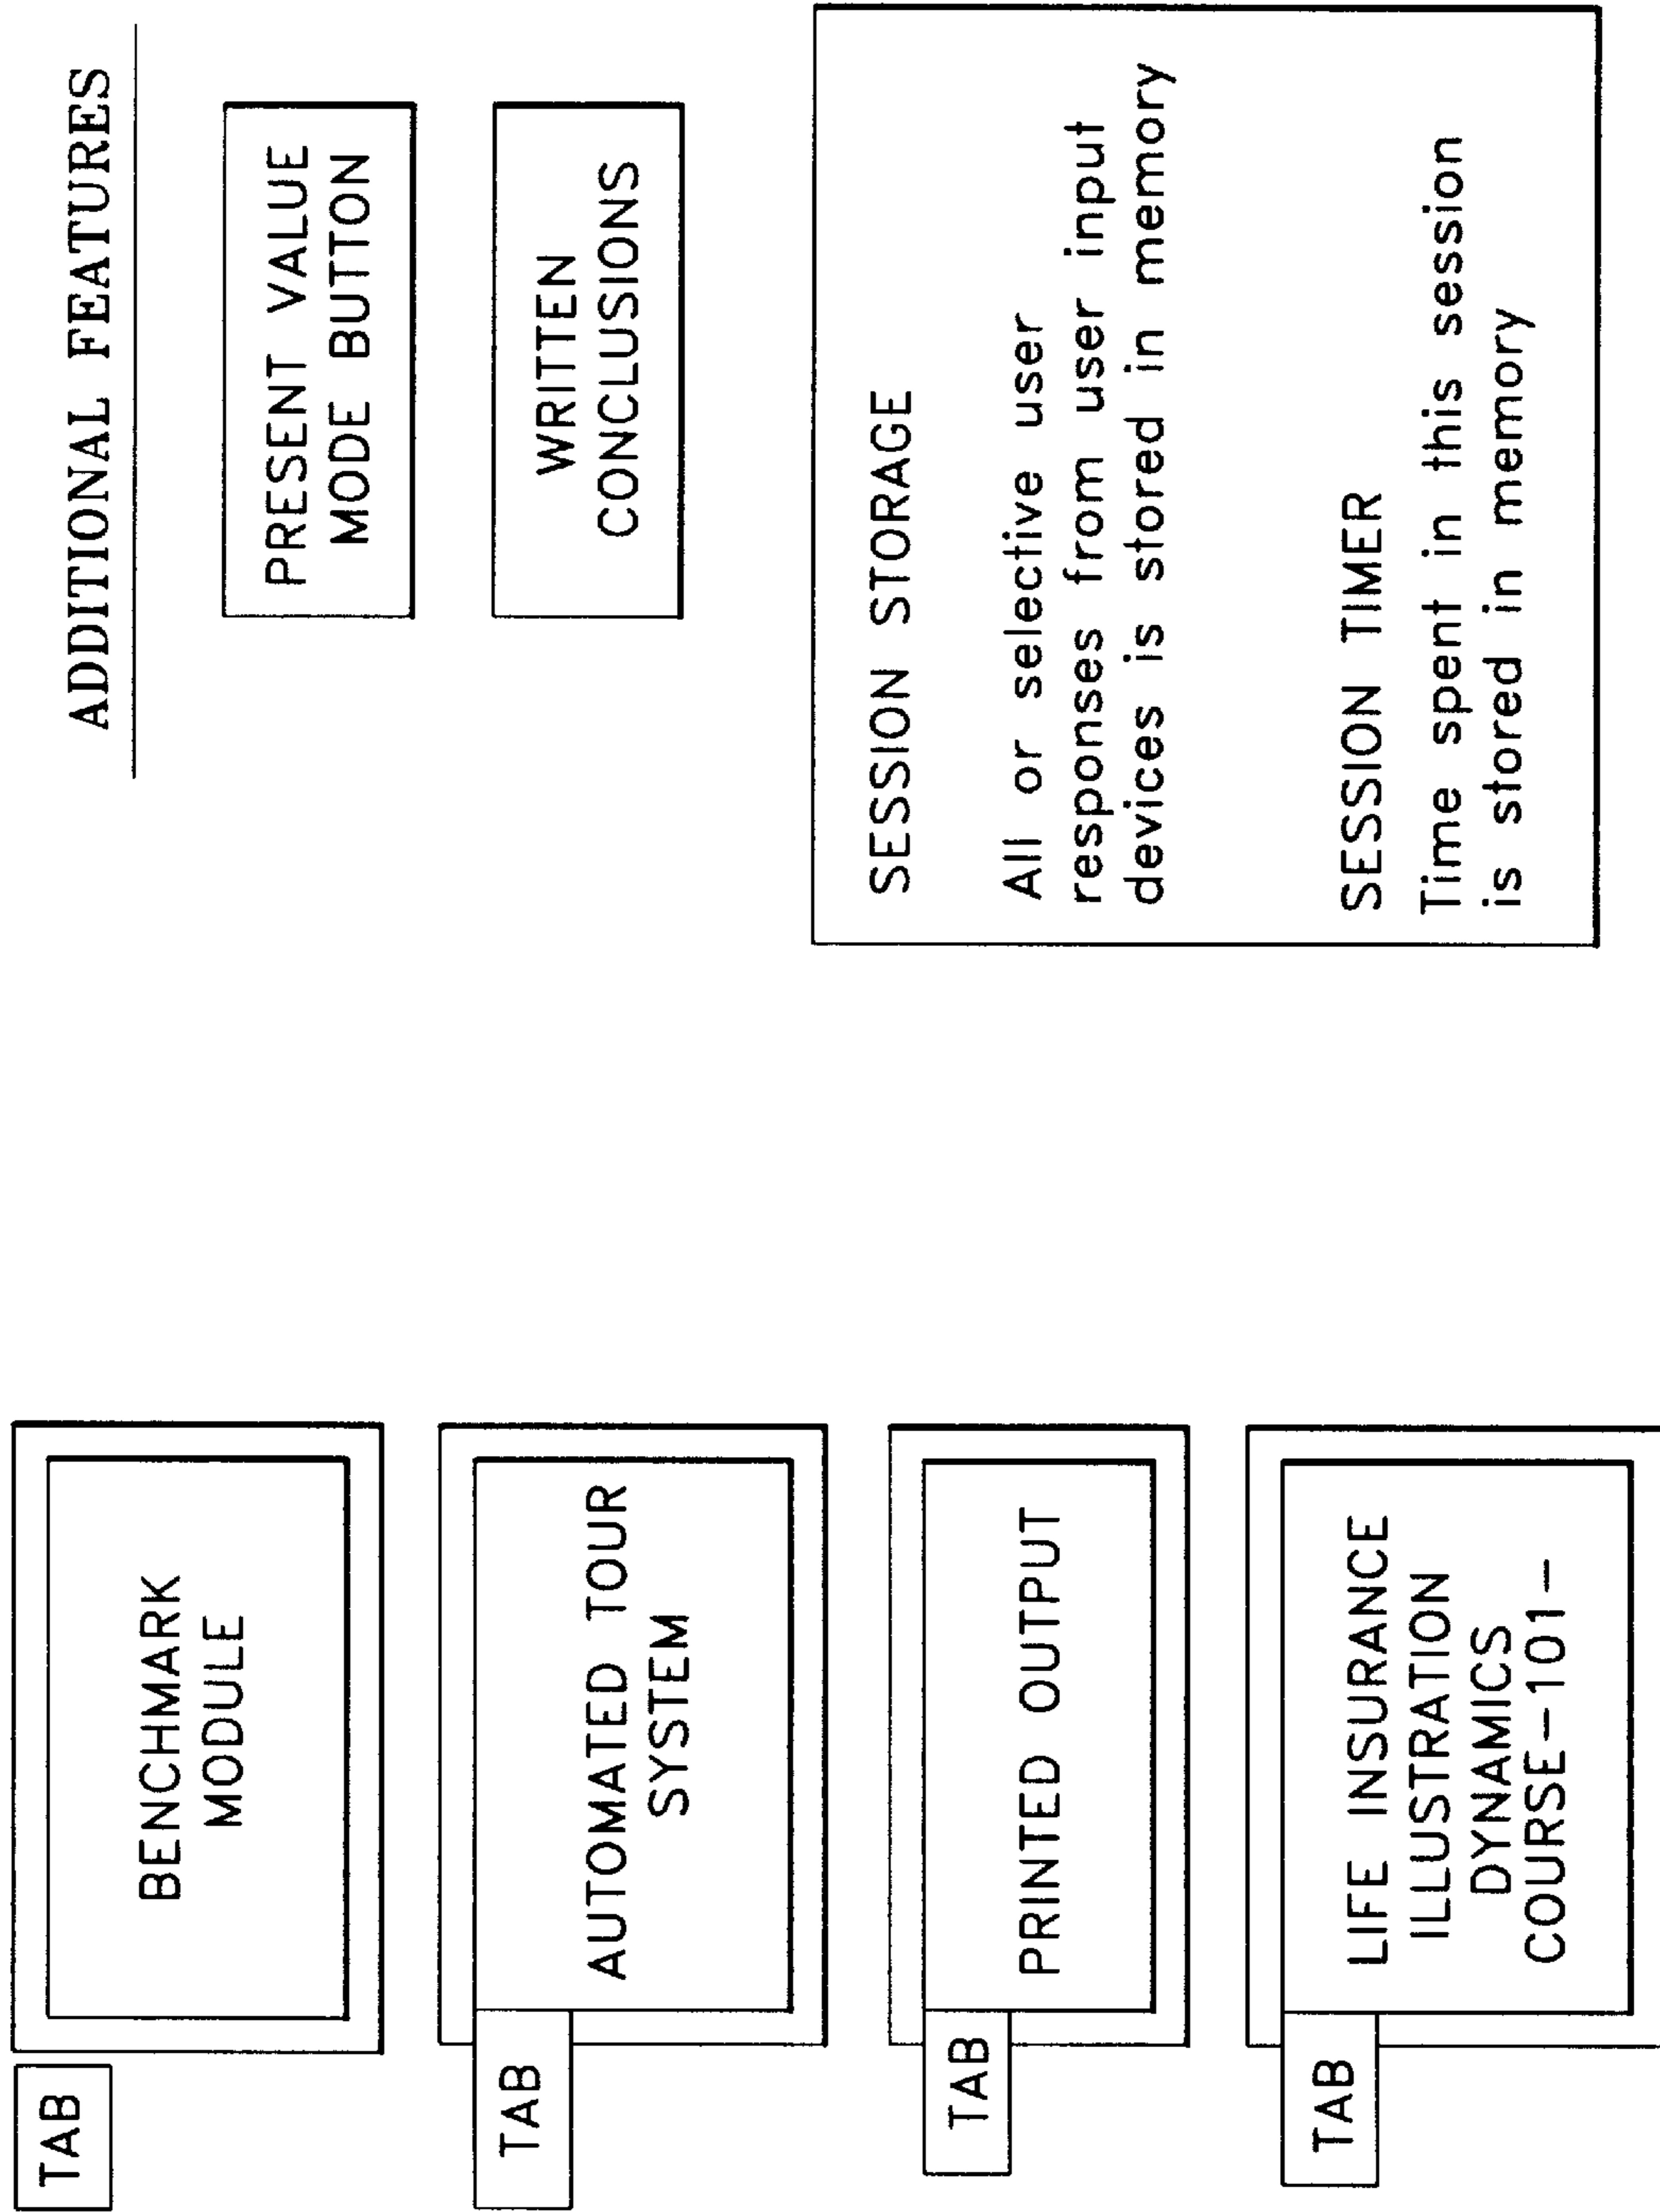 TAB
BENCHMARK
MODULE
TAB
AUTOMATED TOUR
SYSTEM
TAB
PRINTED OUTPUT
TAB
LIFE INSURANCE
ILLUSTRATION
DYNAMICS
COURSE-101-
ADDITIONAL FEATURES
PRESENT VALUE
MODE BUTTON
WRITTEN
CONCLUSIONS
SESSION STORAGE
All or selective user
responses from user input
devices is stored in memory
SESSION TIMER
Time spent in this session
is stored in memory